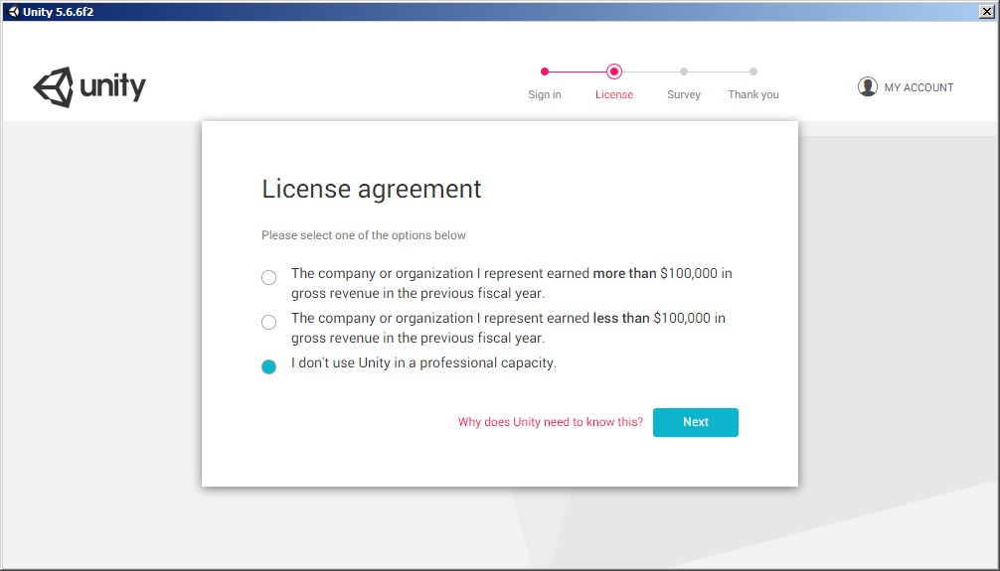 Unity 5.6.6f2
unity
Sign in
License
Survey
Thank you
MY ACCOUNT
License agreement
Please select one of the options below
The company or organization I represent earned more than $100,000 in
gross revenue in the previous fiscal year.
The company or organization I represent earned less than $100,000 in
gross revenue in the previous fiscal year.
I don't use Unity in a professional capacity.
Why does Unity need to know this?
Next